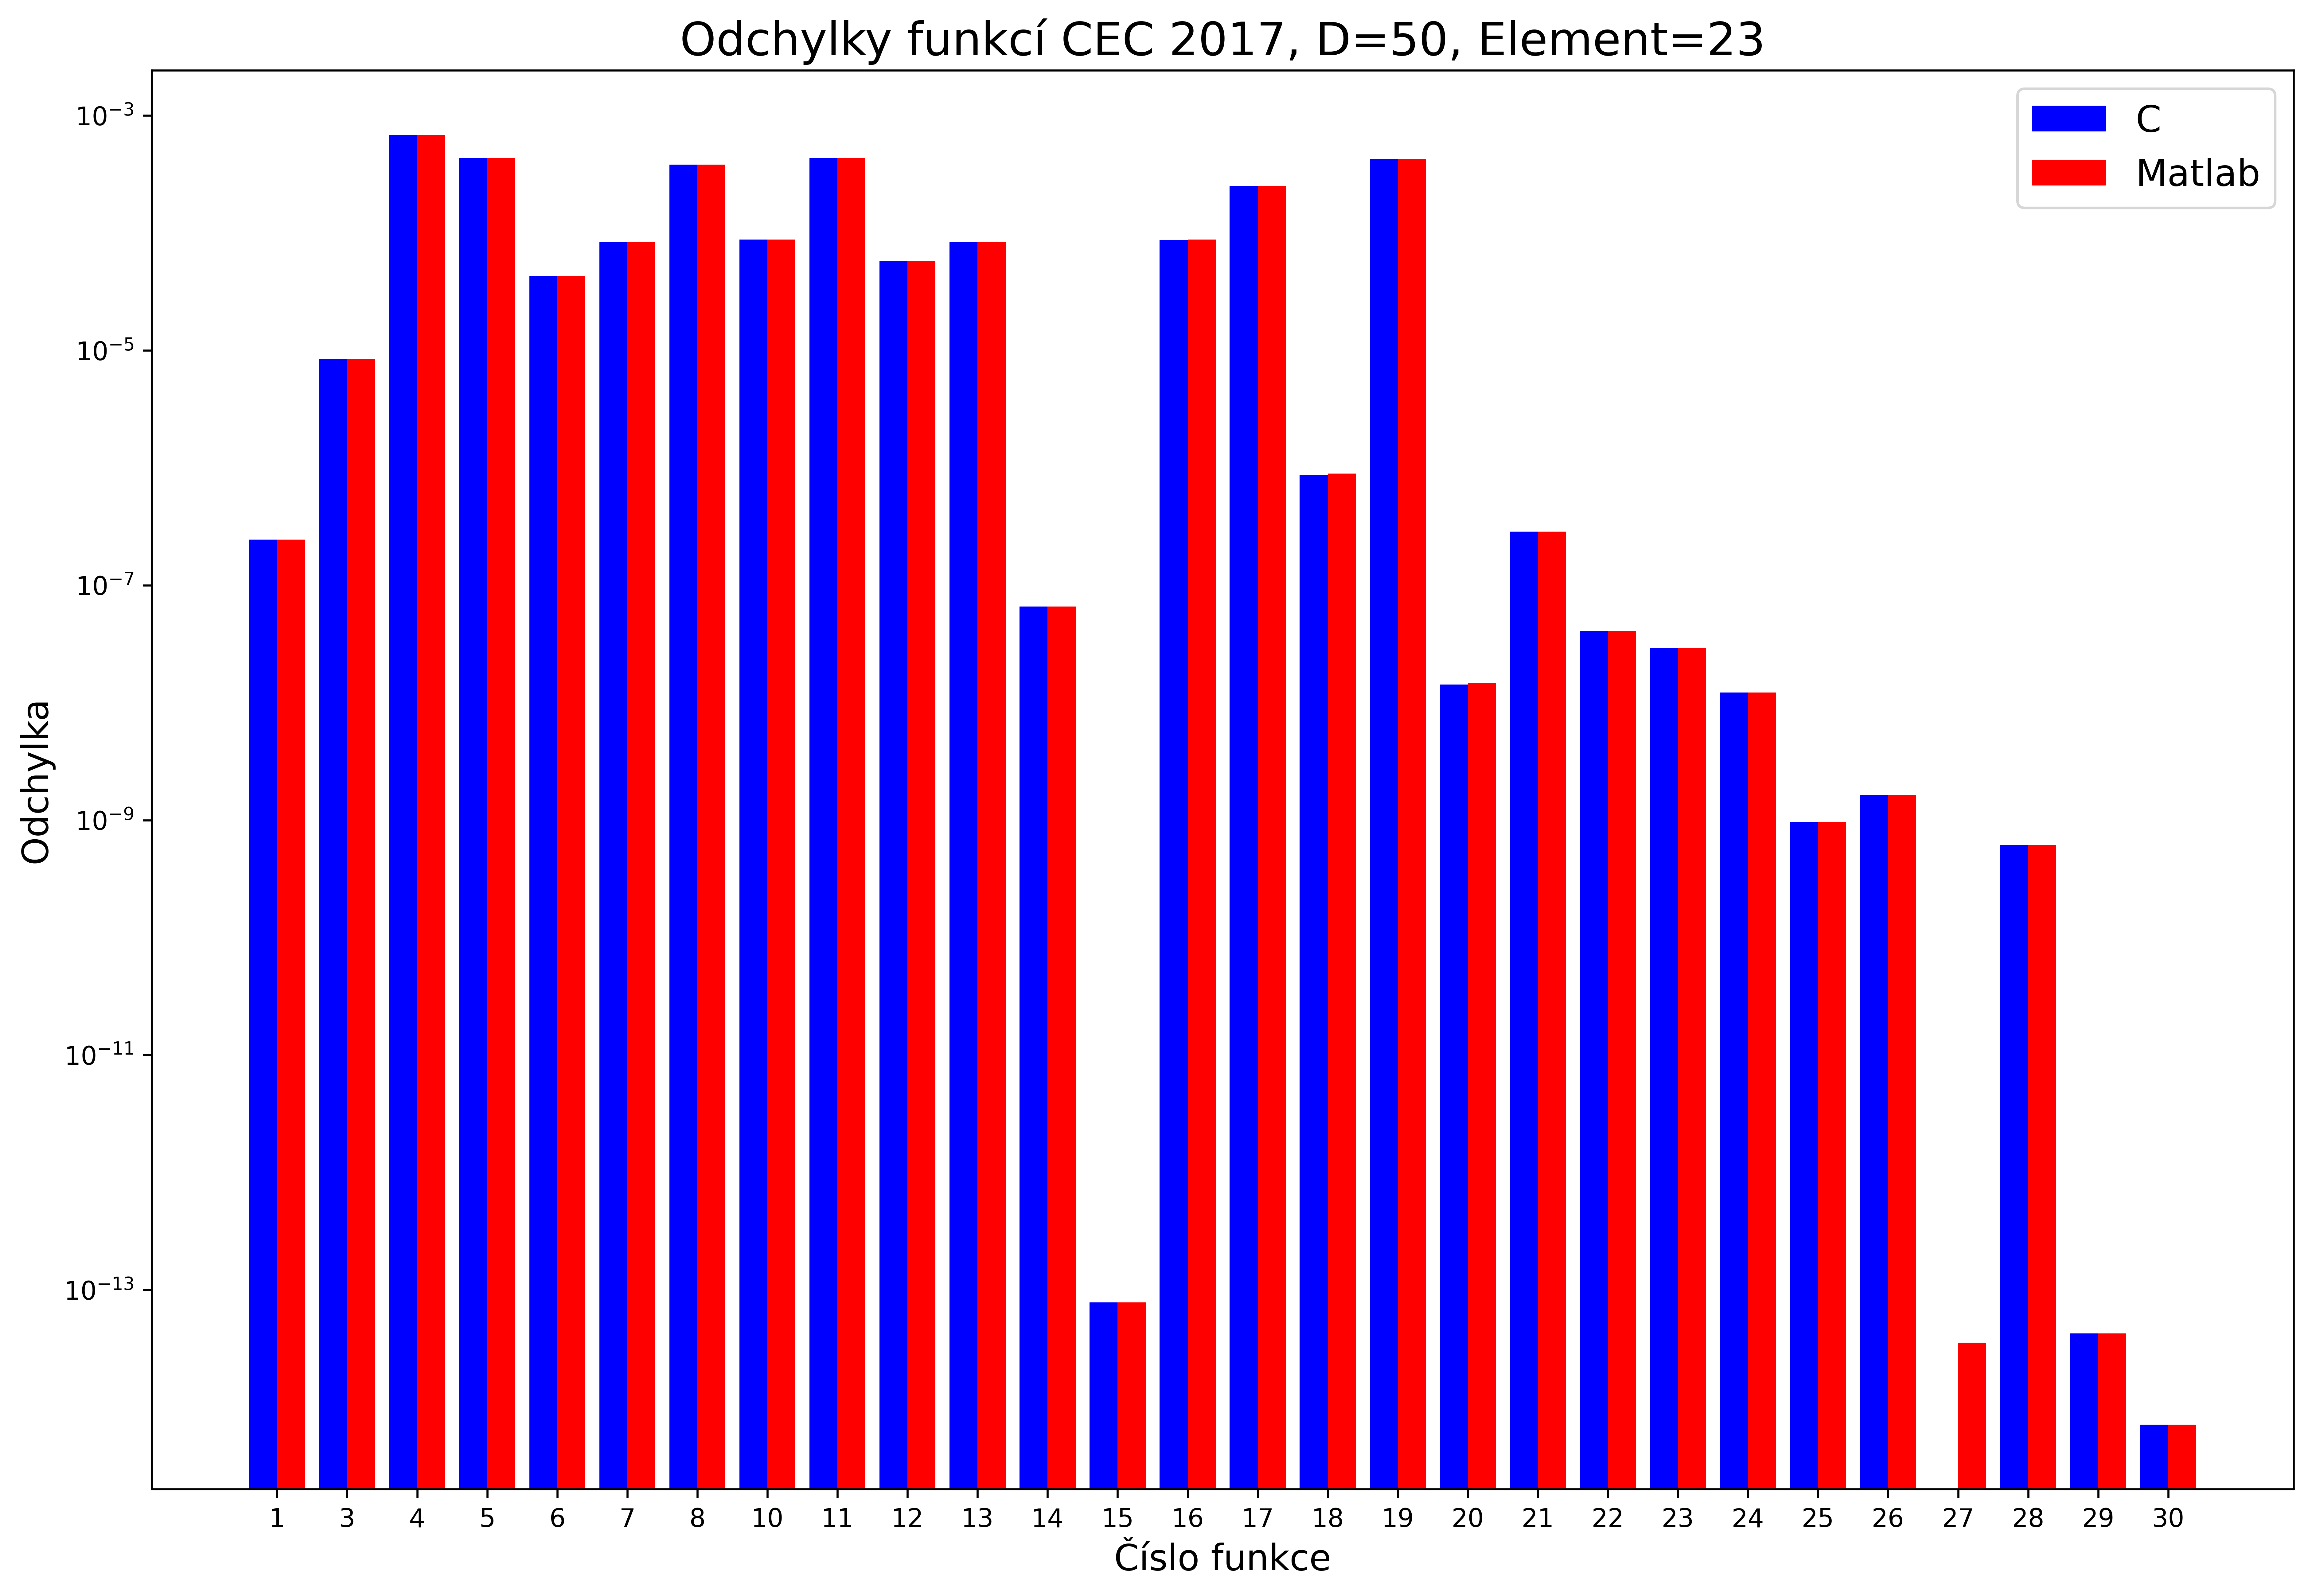 Odchylky funkcí CEC 2017, D=50, Element=23
C
Matlab
10⁻³
10⁻⁵
10⁻⁷
10⁻⁹
10⁻¹¹
10⁻¹³
Odchylka
1 3 4 5 6 7 8 10 11 12 13 14 15 16 17 18 19 20 21 22 23 24 25 26 27 28 29 30
Číslo funkce